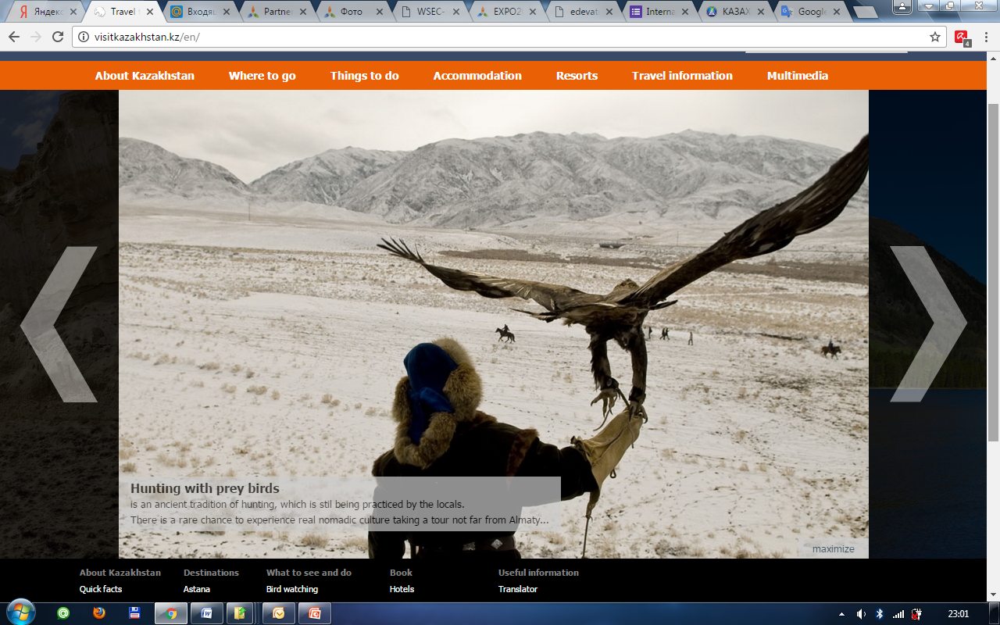 Яндекс
Travel
Входящ
Partner
Фото
WSEC-
EXPO20
edevat
Interna
КАЗАХ
Google
visitkazakhstan.kz/en/
4
About Kazakhstan Where to go Things to do Accommodation Resorts Travel information Multimedia
Hunting with prey birds
is an ancient tradition of hunting, which is stil being practiced by the locals.
There is a rare chance to experience real nomadic culture taking a tour not far from Almaty...
maximize
About Kazakhstan Destinations What to see and do Book Useful information
Quick facts Astana Bird watching Hotels Translator
23:01